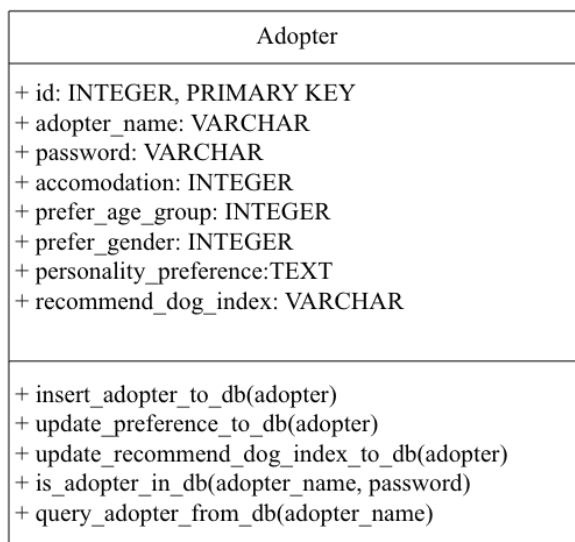 Adopter
+ id: INTEGER, PRIMARY KEY
+ adopter_name: VARCHAR
+ password: VARCHAR
+ accomodation: INTEGER
+ prefer_age_group: INTEGER
+ prefer_gender: INTEGER
+ personality_preference:TEXT
+ recommend_dog_index: VARCHAR
+ insert_adopter_to_db(adopter)
+ update_preference_to_db(adopter)
+ update_recommend_dog_index_to_db(adopter)
+ is_adopter_in_db(adopter_name, password)
+ query_adopter_from_db(adopter_name)